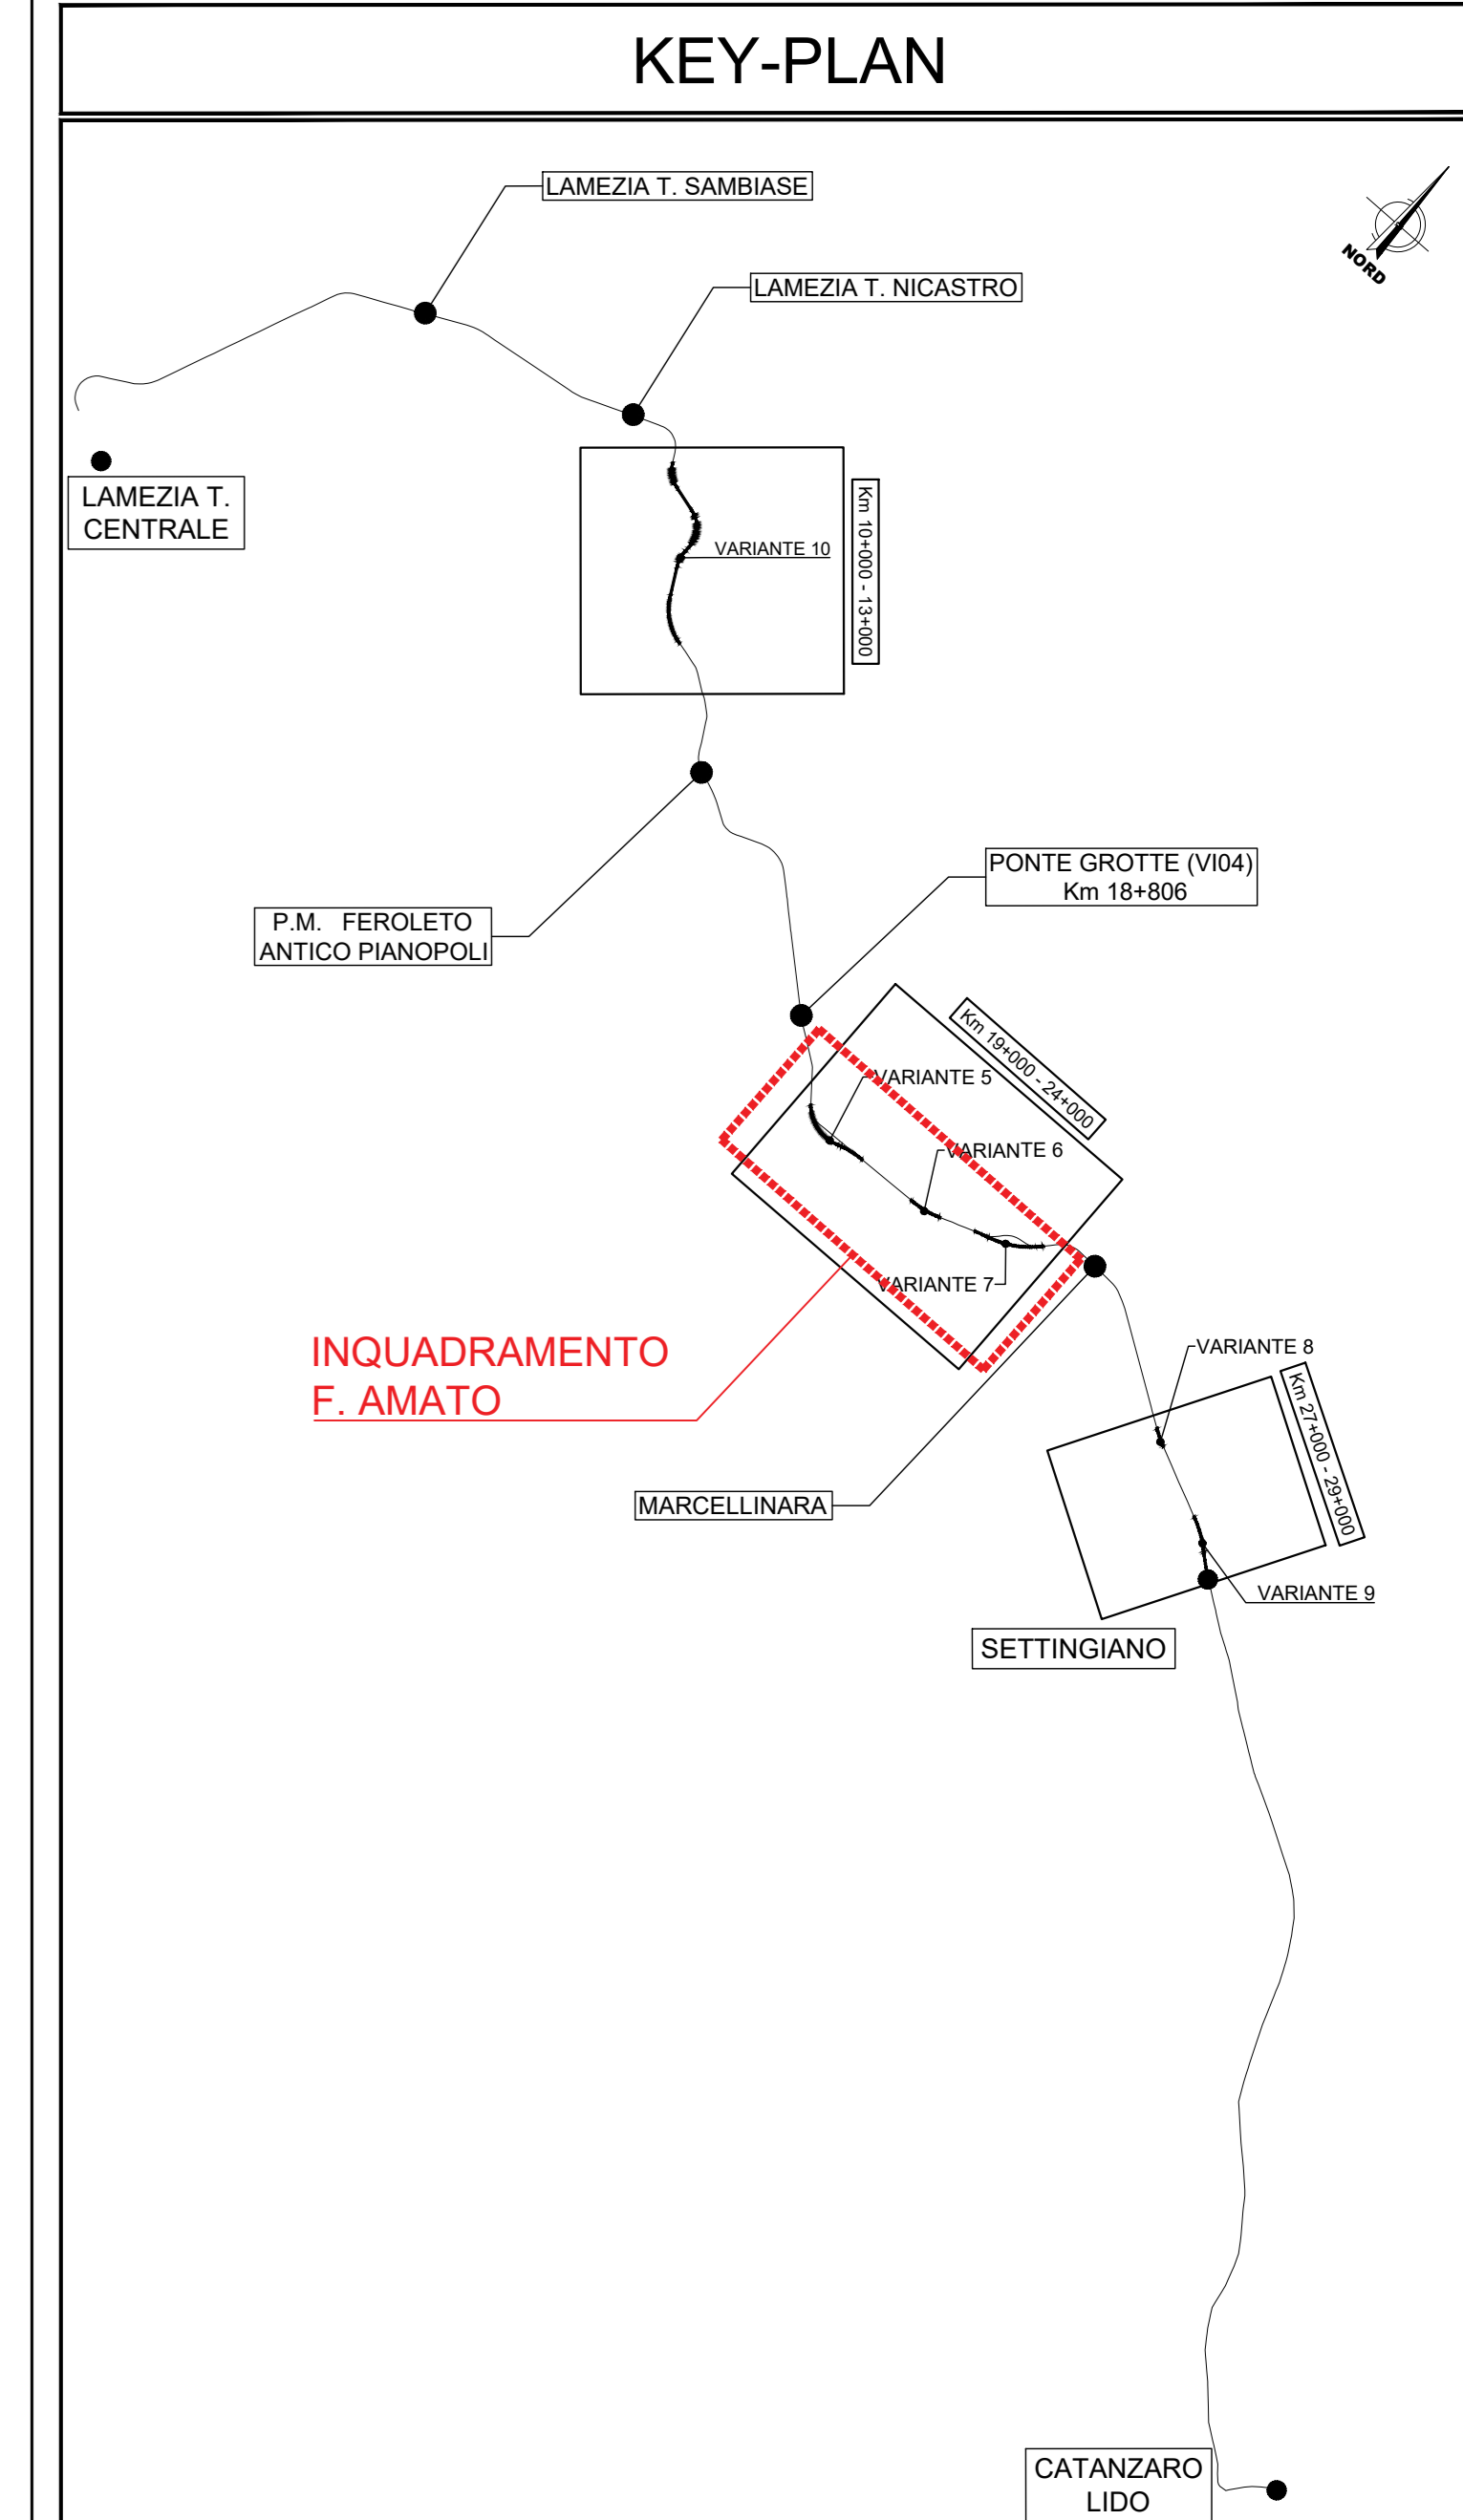 KEY-PLAN
LAMEZIA T. SAMBIASE
NORD
LAMEZIA T. NICASTRO
LAMEZIA T.
CENTRALE
VARIANTE 10
Km 10+000 - 13+000
PONTE GROTTE (VI04)
Km 18+806
P.M. FEROLETO
ANTICO PIANOPOLI
Km 19+000 - 24+000
VARIANTE 5
VARIANTE 6
VARIANTE 7
INQUADRAMENTO
F. AMATO
VARIANTE 8
Km 27+000 - 29+000
MARCELLINARA
VARIANTE 9
SETTINGIANO
CATANZARO
LIDO